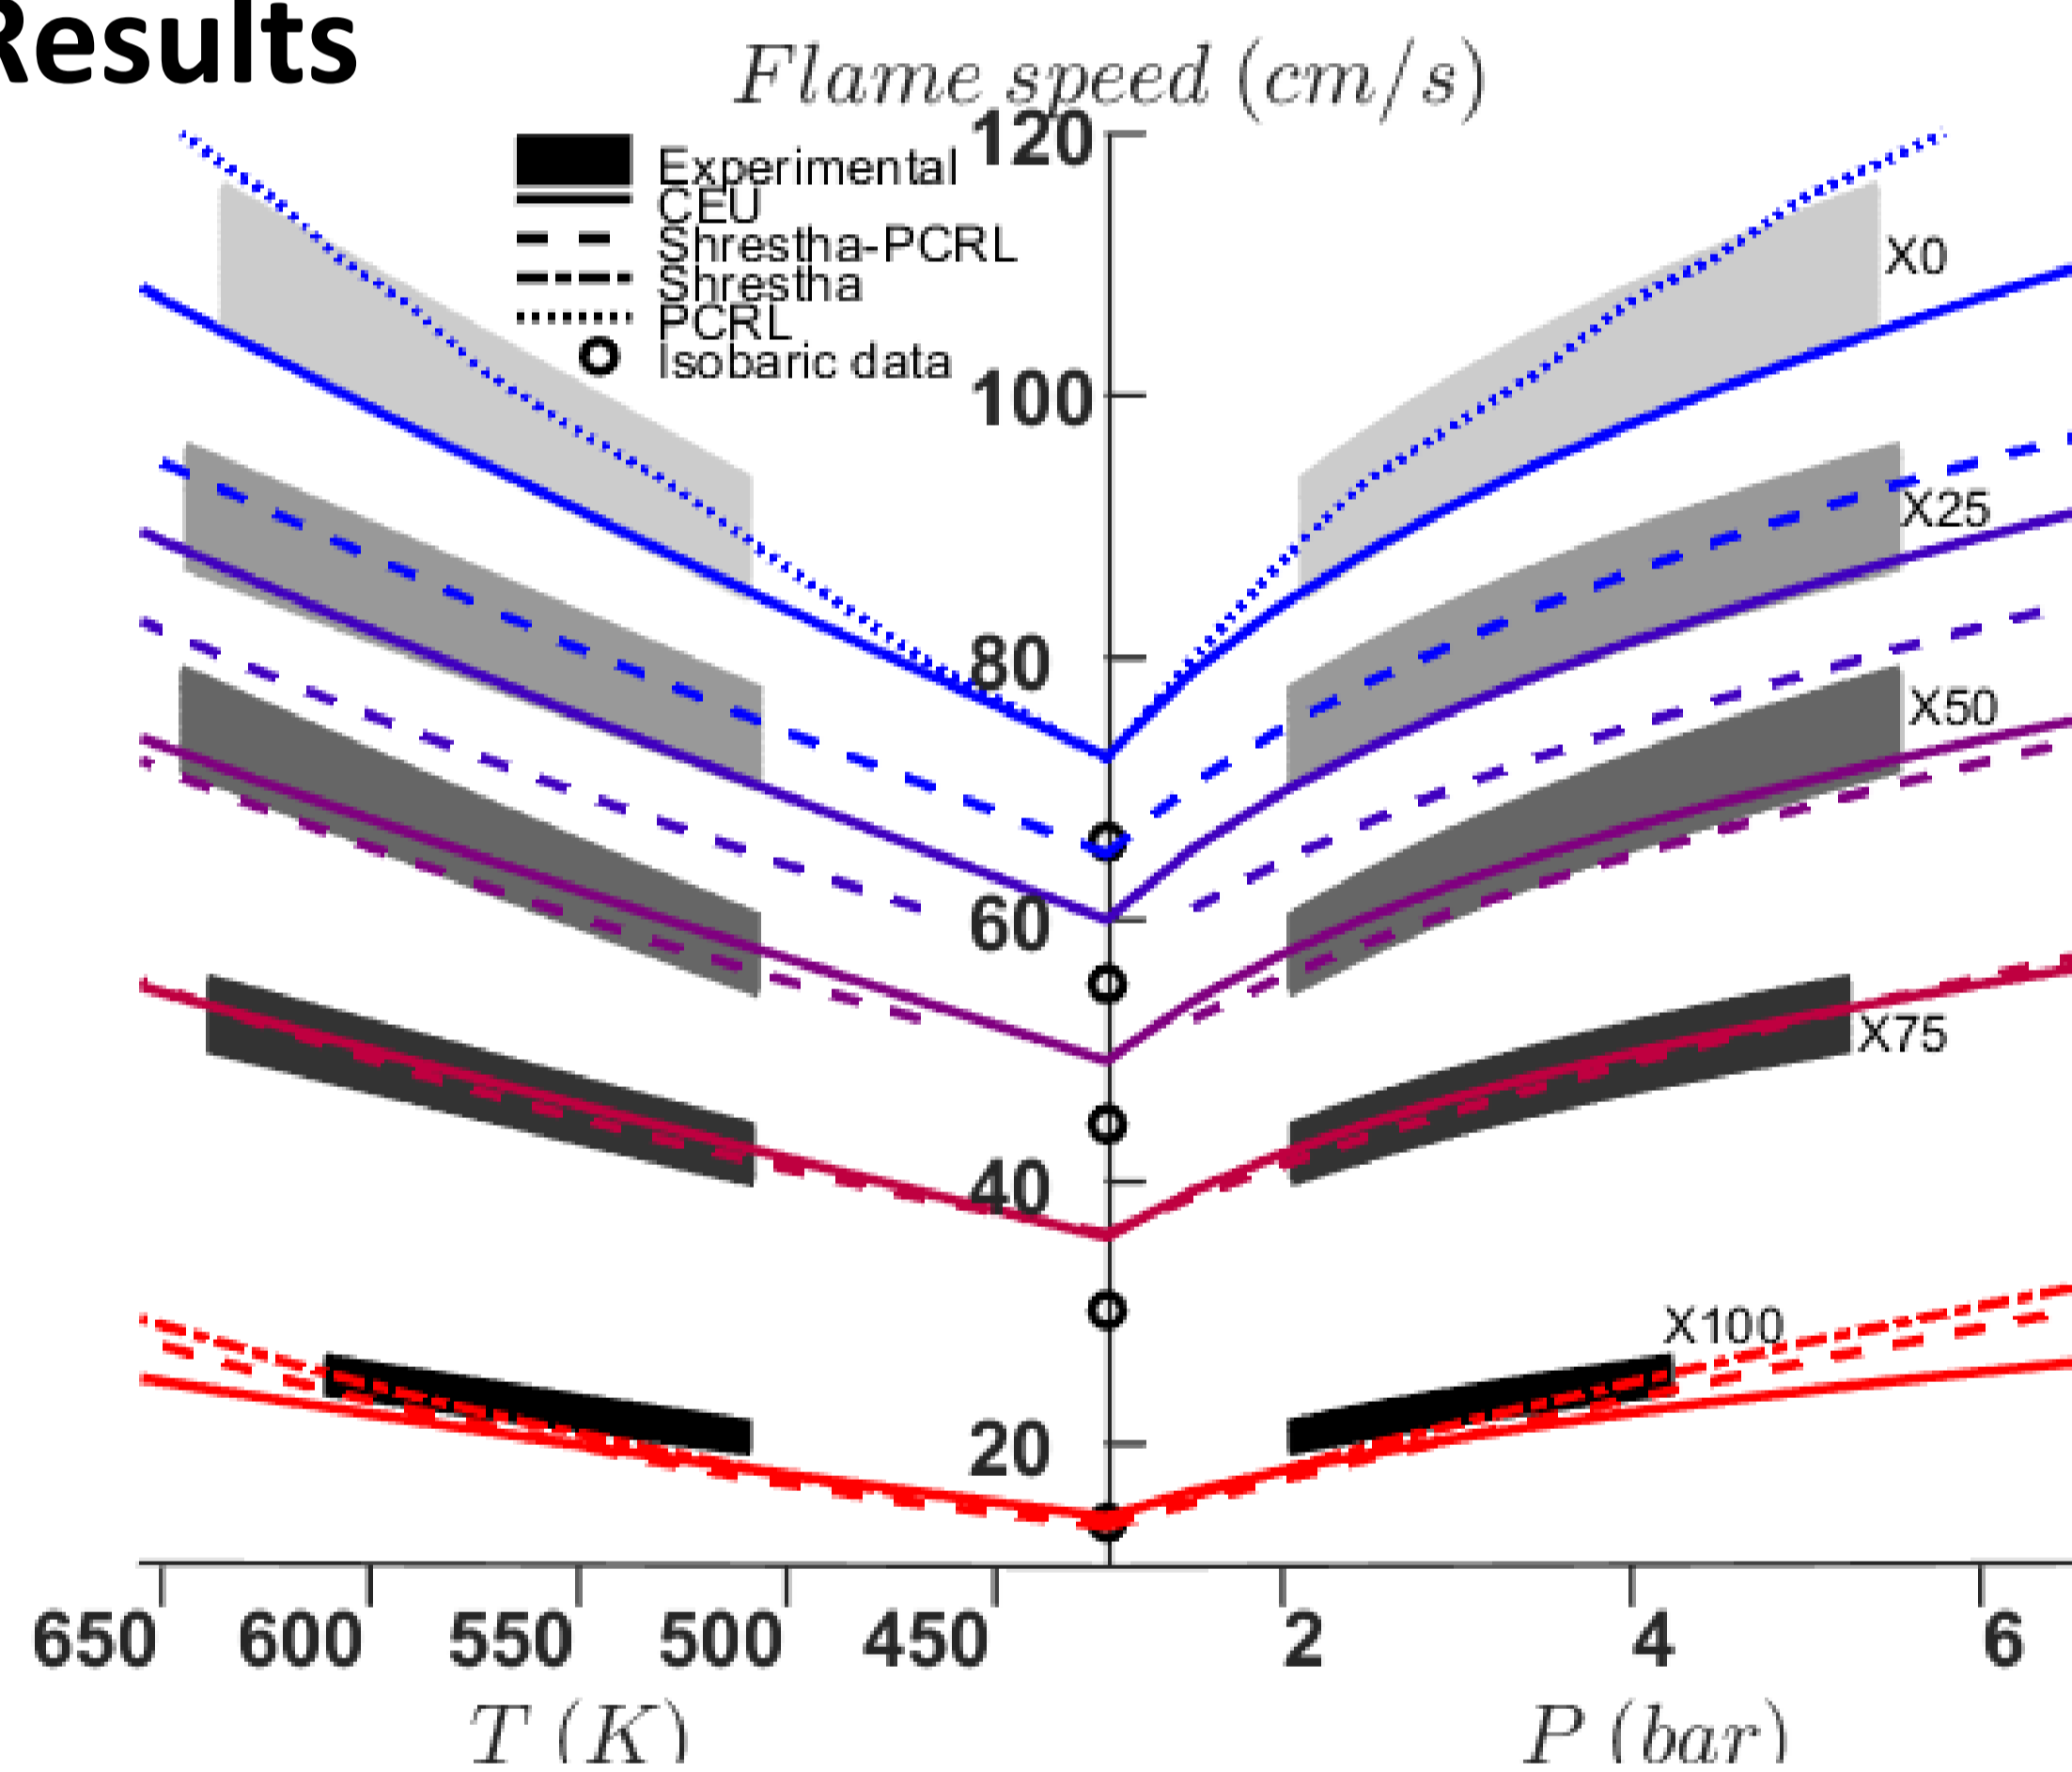 Results
Flame speed (cm/s)
120
100
80
60
40
20
Experimental
CEU
Shrestha-PCRL
Shrestha
PCRL
Isobaric data
X0
X25
X50
X75
X100
650 600 550 500 450 2 4 6
T (K) P (bar)